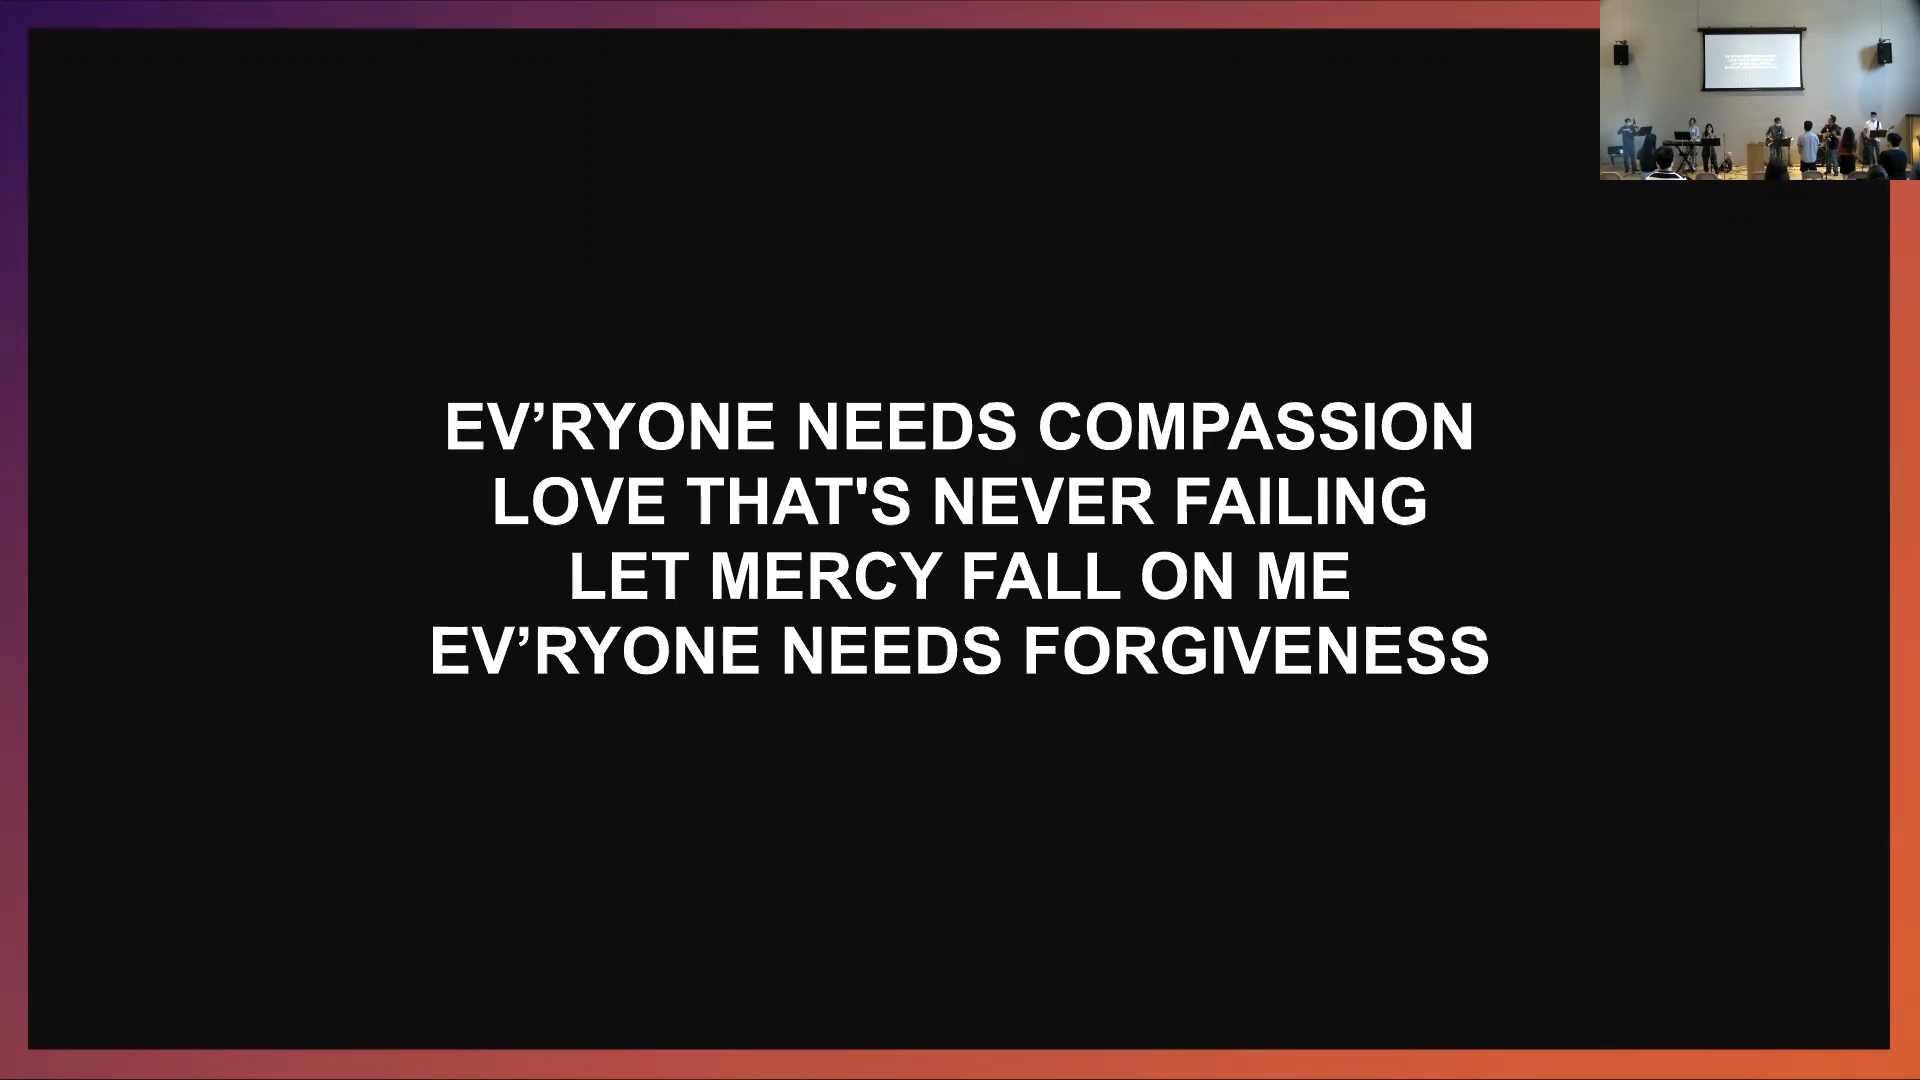 EV’RYONE NEEDS COMPASSION
LOVE THAT'S NEVER FAILING
LET MERCY FALL ON ME
EV’RYONE NEEDS FORGIVENESS